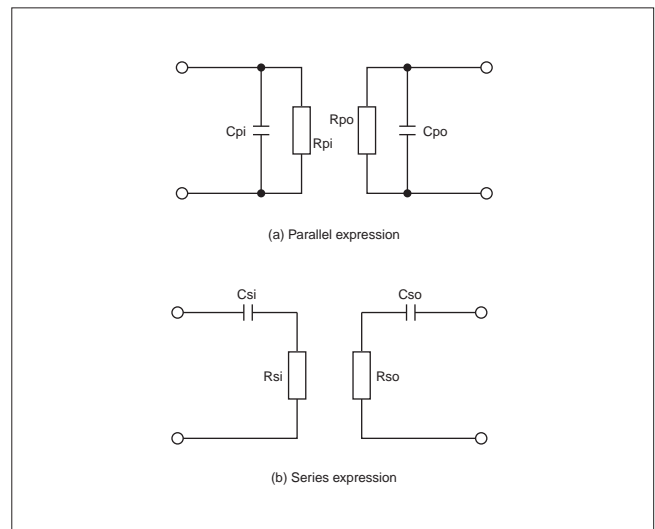 Cpi
Rpi
Rpo
Cpo
(a) Parallel expression
Csi
Cso
Rsi
Rso
(b) Series expression